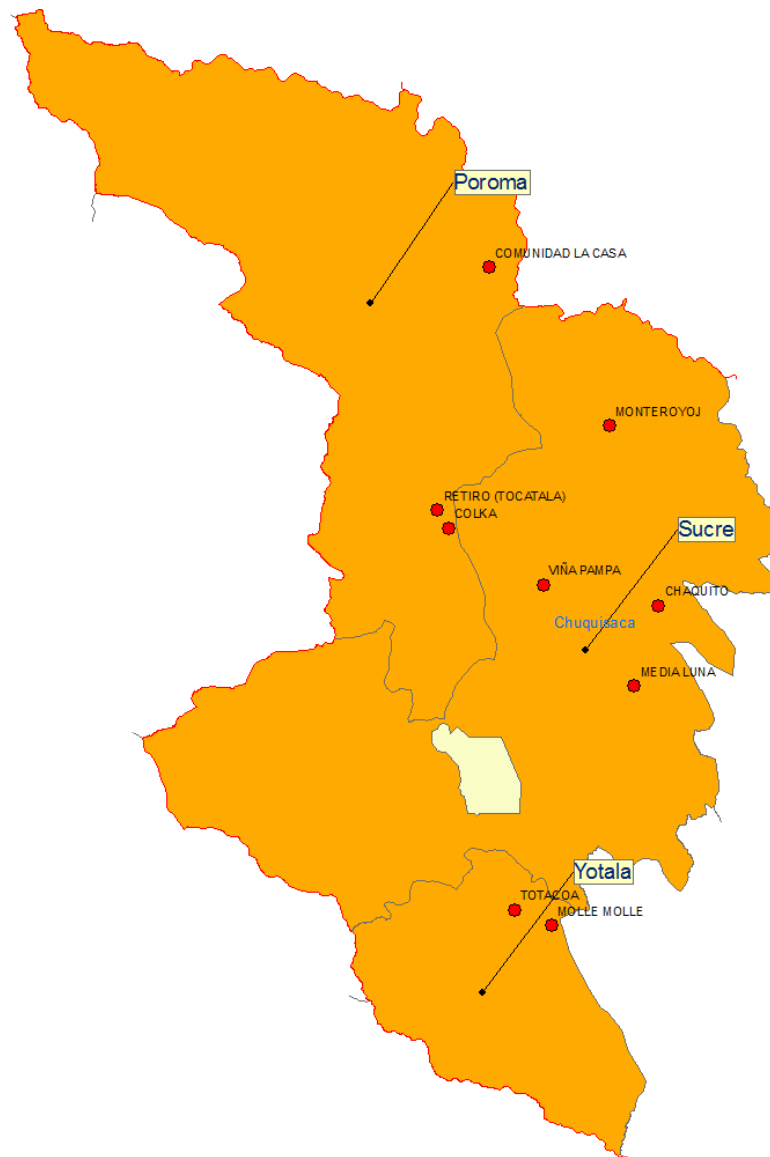 Poroma
COMUNIDAD LA CASA
MONTEROYOJ
RETIRO (TOCATALA)
COLKA
Sucre
VIÑA PAMPA
CHAQUITO
Chuquisaca
MEDIA LUNA
Yotala
TOTACOA
MOLLE MOLLE